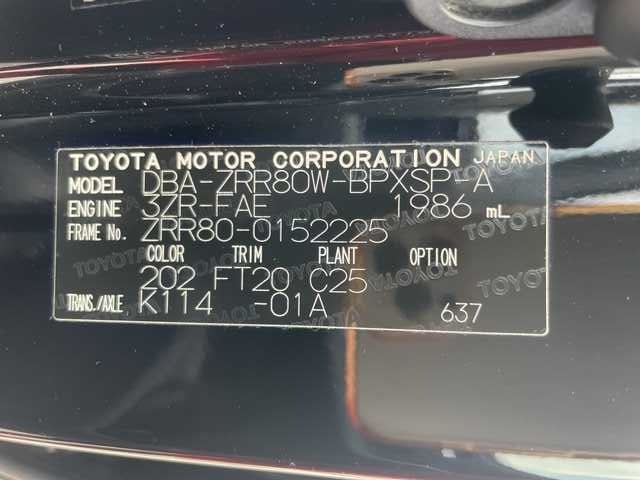 TOYOTA MOTOR CORPORATION JAPAN
MODEL DBA-ZRR80W-BPXSP-A
ENGINE 3ZR-FAE 1986 mL
FRAME No. ZRR80-0152225
COLOR TRIM PLANT OPTION
202 FT20 C25
TRANS./AXLE K114 -01A 637